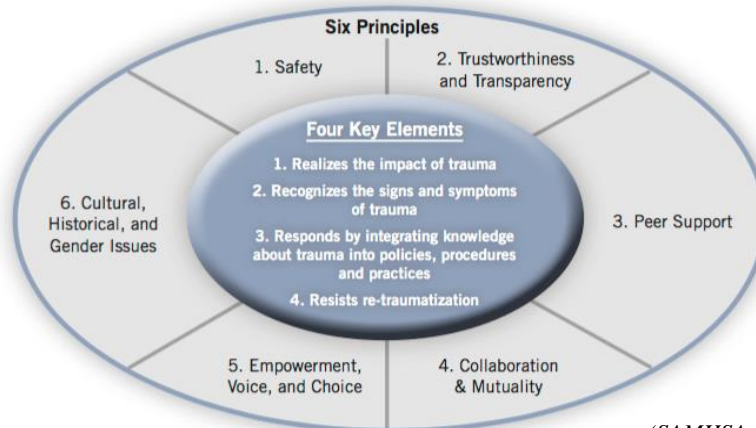 Six Principles
1. Safety
2. Trustworthiness
and Transparency
Four Key Elements
1. Realizes the impact of trauma
2. Recognizes the signs and symptoms
of trauma
3. Responds by integrating knowledge
about trauma into policies, procedures
and practices
4. Resists re-traumatization
3. Peer Support
4. Collaboration
& Mutuality
5. Empowerment,
Voice, and Choice
6. Cultural,
Historical, and
Gender Issues